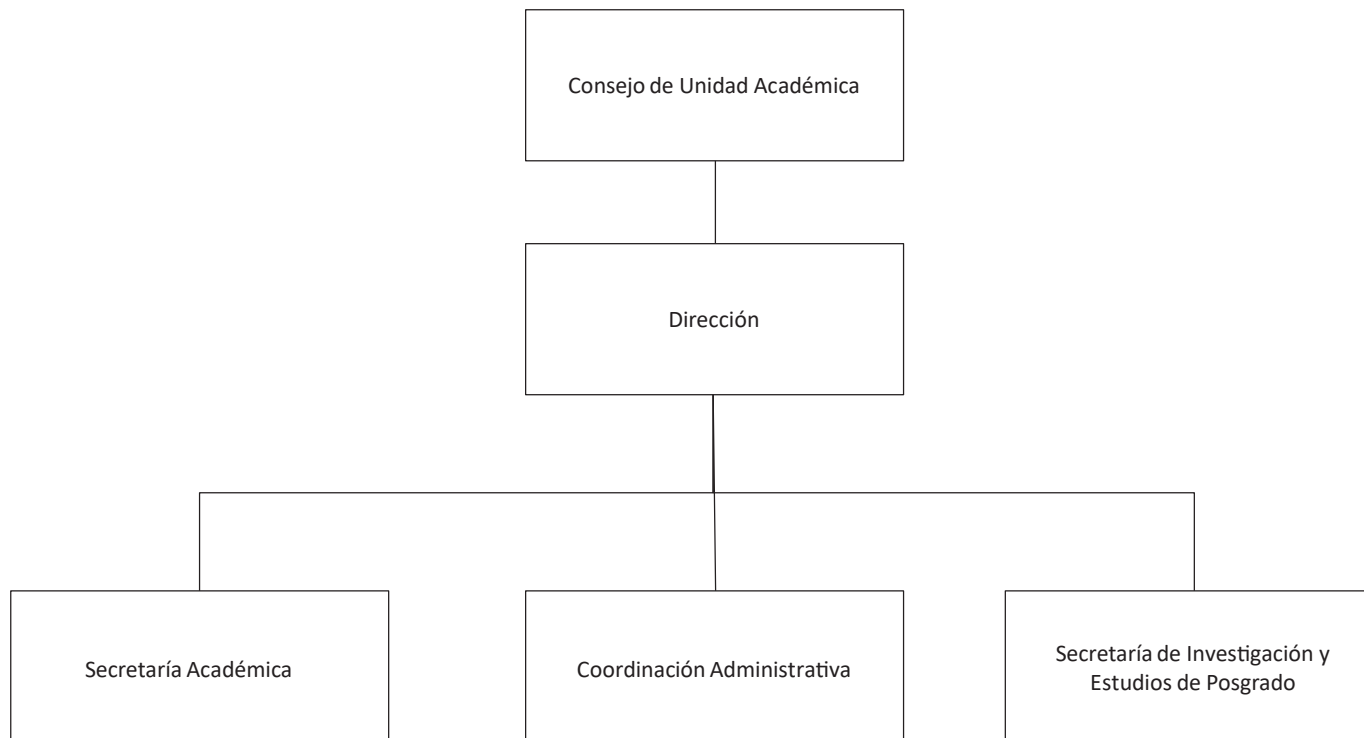 Consejo de Unidad Académica
Dirección
Secretaría Académica
Coordinación Administrativa
Secretaría de Investigación y
Estudios de Posgrado